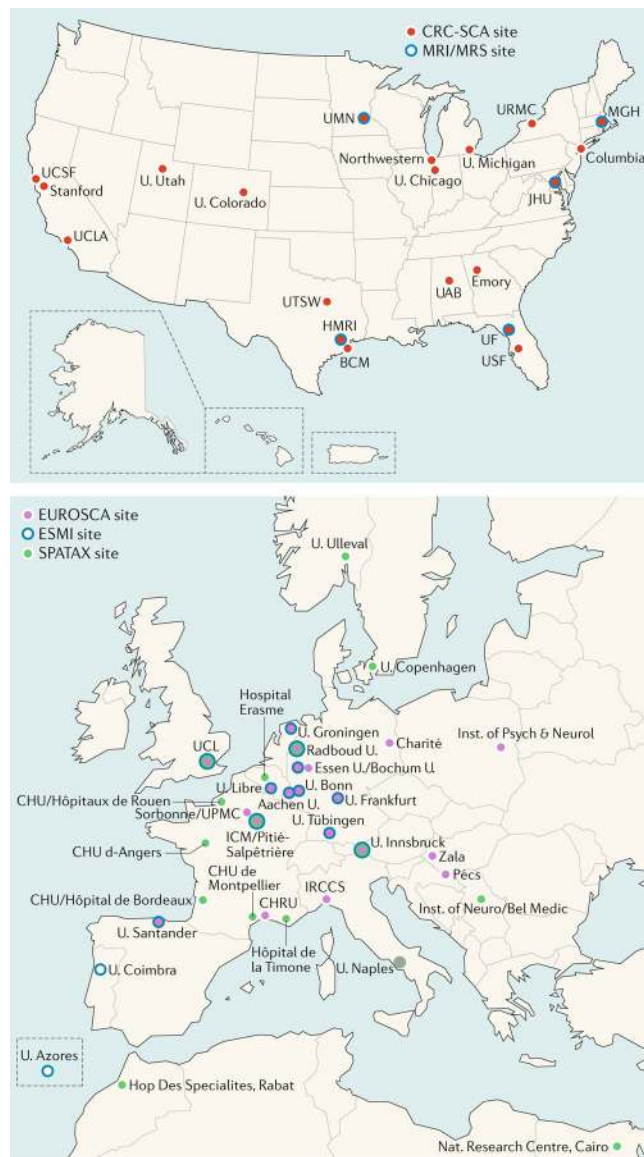 CRC-SCA site
MRI/MRS site
UMN
URMC
MGH
Northwestern
U. Michigan
Columbia
UCSF
Stanford
U. Utah
U. Chicago
U. Colorado
JHU
UCLA
UTSW
UAB
Emory
HMRI
BCM
UF
USF
EUROSCA site
ESMI site
SPATAX site
U. Ulleval
U. Copenhagen
Hospital
Erasme
U. Groningen
Radboud U.
Charité
Inst. of Psych & Neurol
UCL
Essen U./Bochum U.
U. Libre
U. Bonn
CHU/Hôpitaux de Rouen
Aachen U.
U. Frankfurt
Sorbonne/UPMC
U. Tübingen
ICM/Pitié-
Salpêtrière
U. Innsbruck
CHU d-Angers
CHU de
Montpellier
Zala
Pécs
CHU/Hôpital de Bordeaux
CHRU
IRCCS
Inst. of Neuro/Bel Medic
U. Santander
Hôpital de
la Timone
U. Naples
U. Coimbra
U. Azores
Hop Des Specialites, Rabat
Nat. Research Centre, Cairo